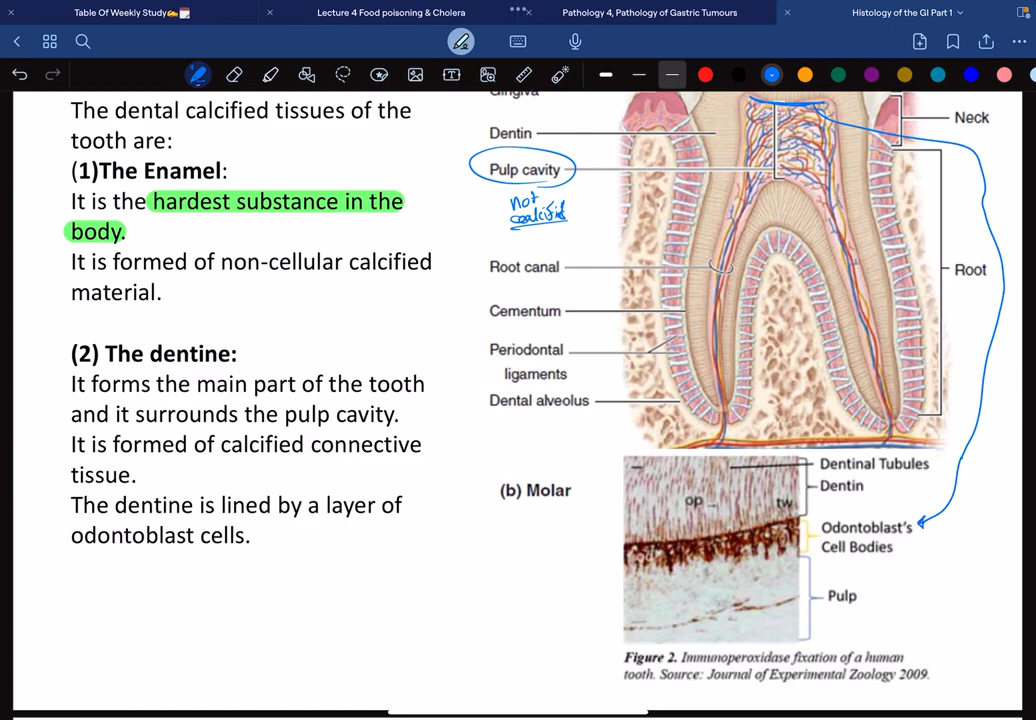 Table Of Weekly Study✍️🗓️
Lecture 4 Food poisoning & Cholera
Pathology 4, Pathology of Gastric Tumours
Histology of the GI Part 1
The dental calcified tissues of the
tooth are:
(1)The Enamel:
It is the hardest substance in the
body.
It is formed of non-cellular calcified
material.
(2) The dentine:
It forms the main part of the tooth
and it surrounds the pulp cavity.
It is formed of calcified connective
tissue.
The dentine is lined by a layer of
odontoblast cells.
Gingiva
Dentin
Pulp cavity
not
Root canal
Cementum
Periodontal
ligaments
Dental alveolus
Neck
Root
(b) Molar
op
tw
od
Dentinal Tubules
Dentin
Odontoblast's
Cell Bodies
Pulp
Figure 2. Immunoperoxidase fixation of a human
tooth. Source: Journal of Experimental Zoology 2009.